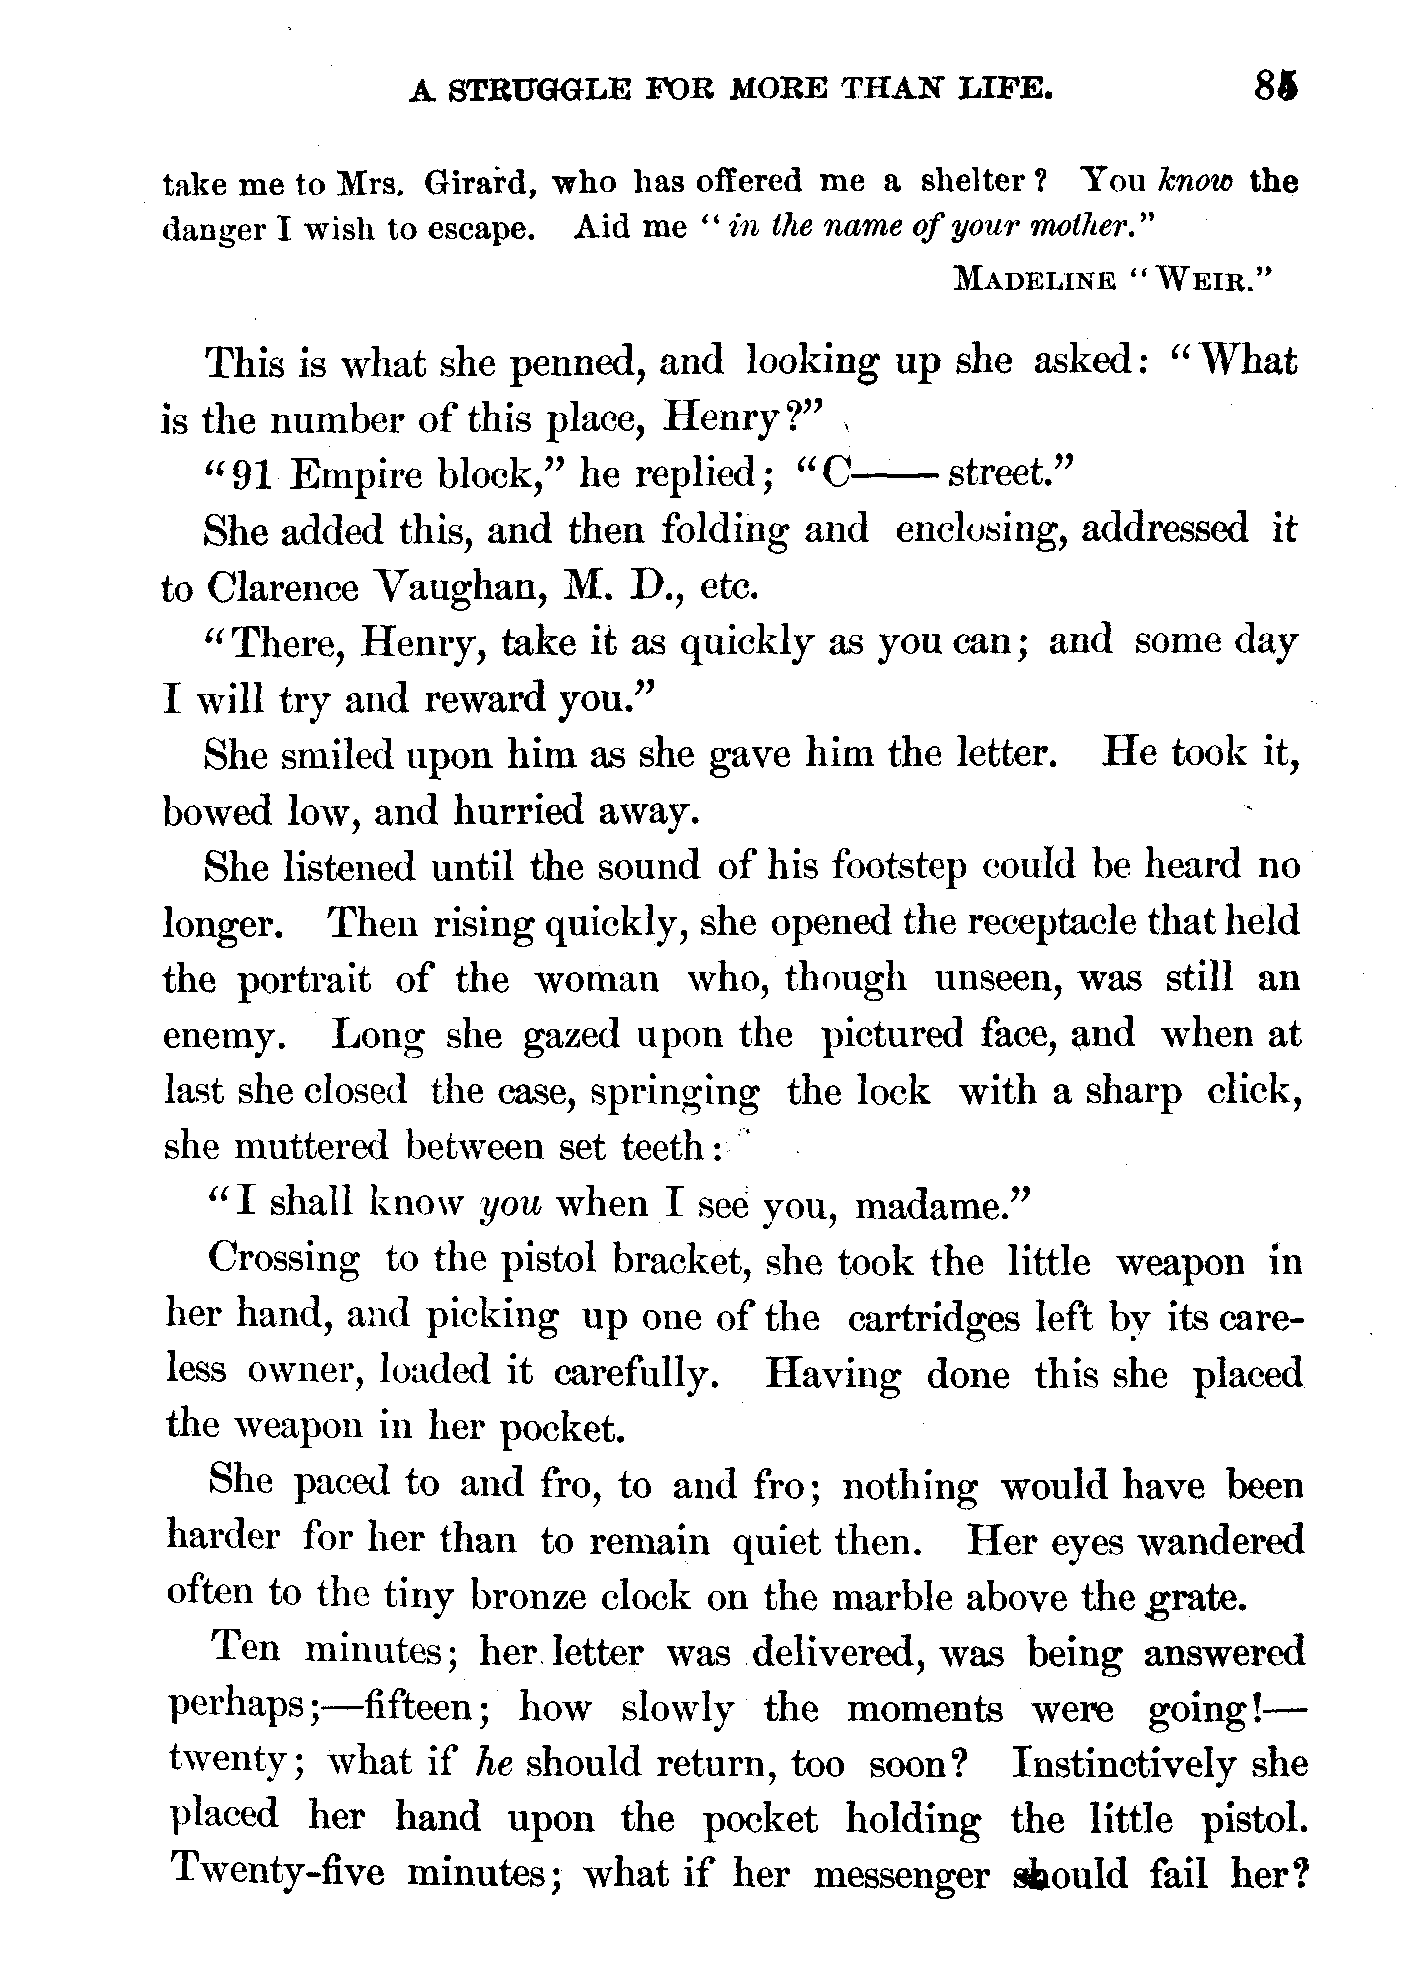 A STRUGGLE FOR MORE THAN LIFE. 85
take me to Mrs. Girard, who has offered me a shelter? You know the
danger I wish to escape. Aid me "in the name of your mother."
MADELINE "WEIR."
This is what she penned, and looking up she asked: "What
is the number of this place, Henry?"
"91 Empire block," he replied; "C—— street."
She added this, and then folding and enclosing, addressed it
to Clarence Vaughan, M. D., etc.
"There, Henry, take it as quickly as you can; and some day
I will try and reward you."
She smiled upon him as she gave him the letter. He took it,
bowed low, and hurried away.
She listened until the sound of his footstep could be heard no
longer. Then rising quickly, she opened the receptacle that held
the portrait of the woman who, though unseen, was still an
enemy. Long she gazed upon the pictured face, and when at
last she closed the case, springing the lock with a sharp click,
she muttered between set teeth:
"I shall know you when I see you, madame."
Crossing to the pistol bracket, she took the little weapon in
her hand, and picking up one of the cartridges left by its care-
less owner, loaded it carefully. Having done this she placed
the weapon in her pocket.
She paced to and fro, to and fro; nothing would have been
harder for her than to remain quiet then. Her eyes wandered
often to the tiny bronze clock on the marble above the grate.
Ten minutes; her letter was delivered, was being answered
perhaps;—fifteen; how slowly the moments were going!—
twenty; what if he should return, too soon? Instinctively she
placed her hand upon the pocket holding the little pistol.
Twenty-five minutes; what if her messenger should fail her?